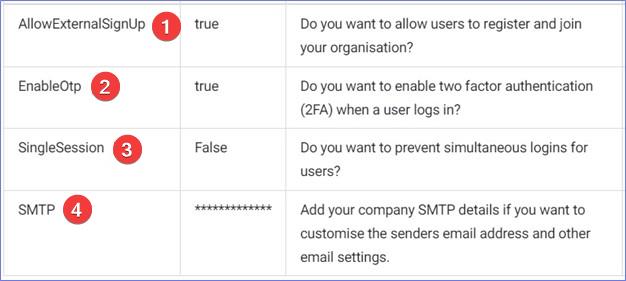 AllowExternalSignUp 1 true Do you want to allow users to register and join
your organisation?
EnableOtp 2 true Do you want to enable two factor authentication
(2FA) when a user logs in?
SingleSession 3 False Do you want to prevent simultaneous logins for
users?
SMTP 4 ************* Add your company SMTP details if you want to
customise the senders email address and other
email settings.